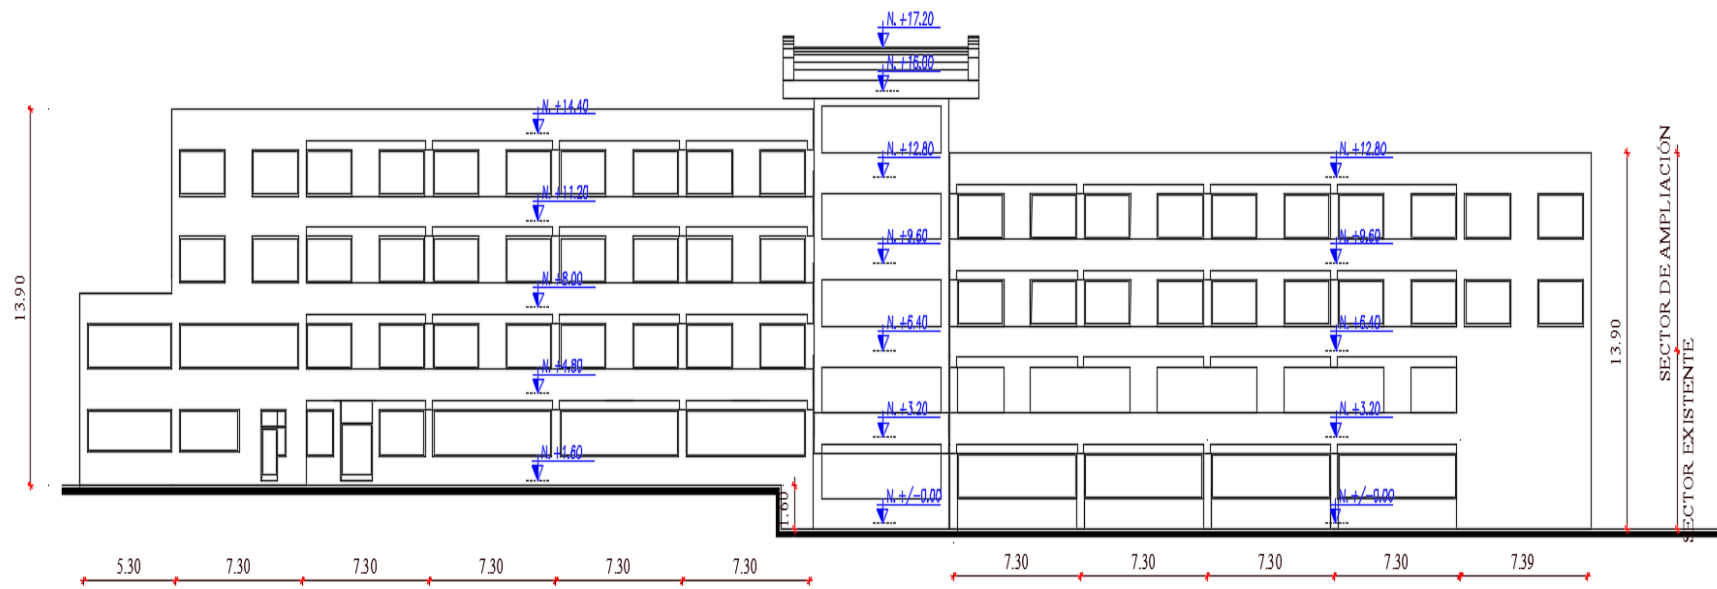 N. +17.20
N. +16.00
N. +14.40
N. +12.80
N. +12.80
N. +11.20
N. +9.60
N. +9.60
N. +8.00
N. +6.40
N. +6.40
N. +4.80
N. +3.20
N. +3.20
N. +1.60
N. +/-0.00
N. +/-0.00
13.90
1.60
13.90
SECTOR DE AMPLIACIÓN
SECTOR EXISTENTE
5.30 7.30 7.30 7.30 7.30 7.30 7.30 7.30 7.30 7.30 7.39